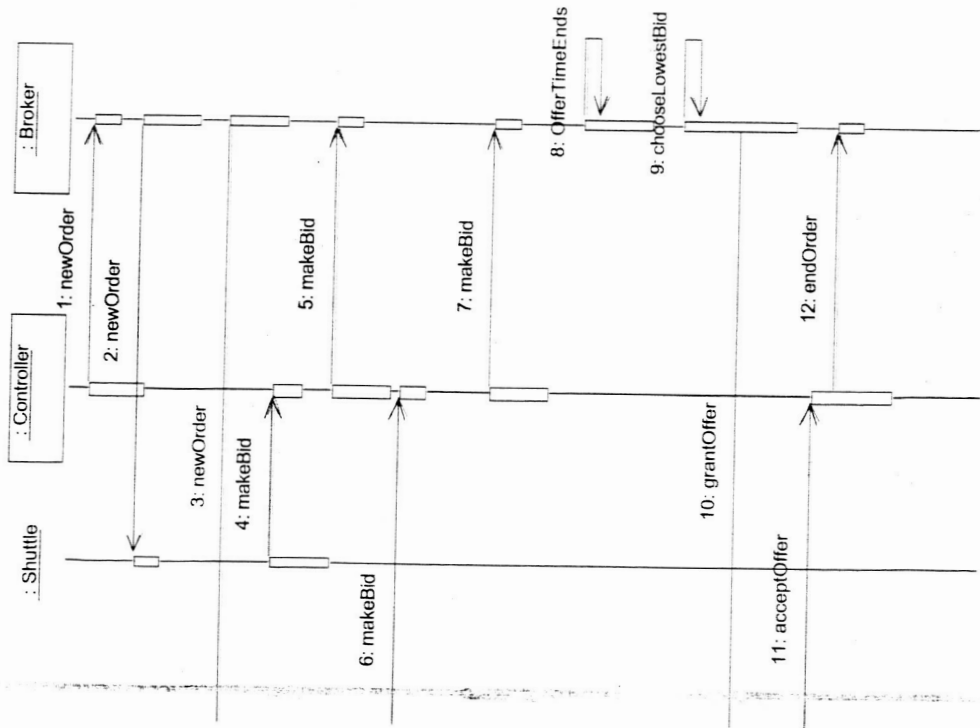 : Shuttle
: Controller
: Broker
1: newOrder
2: newOrder
3: newOrder
4: makeBid
5: makeBid
6: makeBid
7: makeBid
8: OfferTimeEnds
9: chooseLowestBid
10: grantOffer
11: acceptOffer
12: endOrder